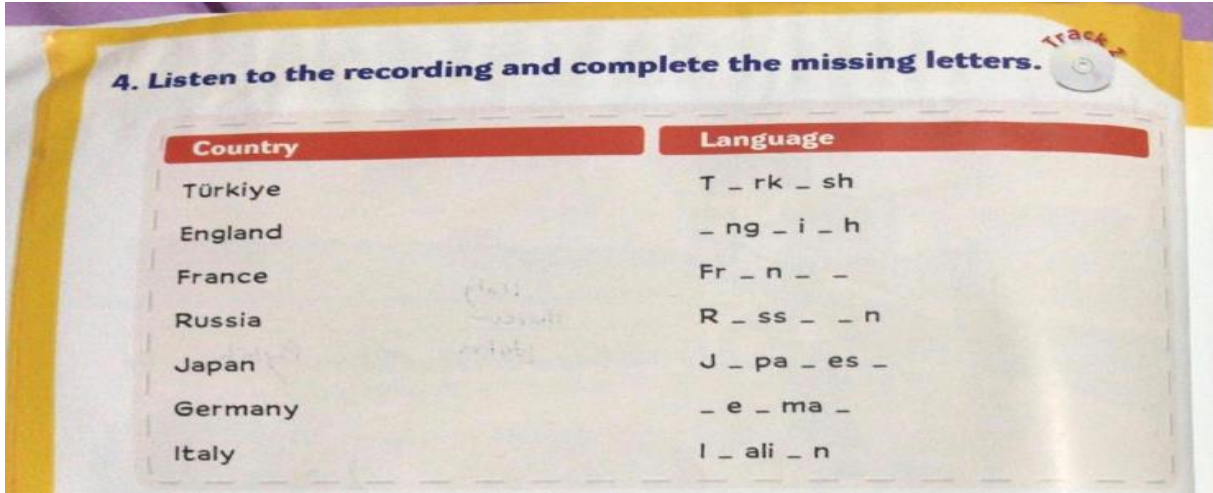 Track 2
4. Listen to the recording and complete the missing letters.
Country Language
Türkiye T _ rk _ sh
England _ ng _ i _ h
France Fr _ n _ _
Russia R _ ss _ _ n
Japan J _ pa _ es _
Germany _ e _ ma _
Italy I _ ali _ n